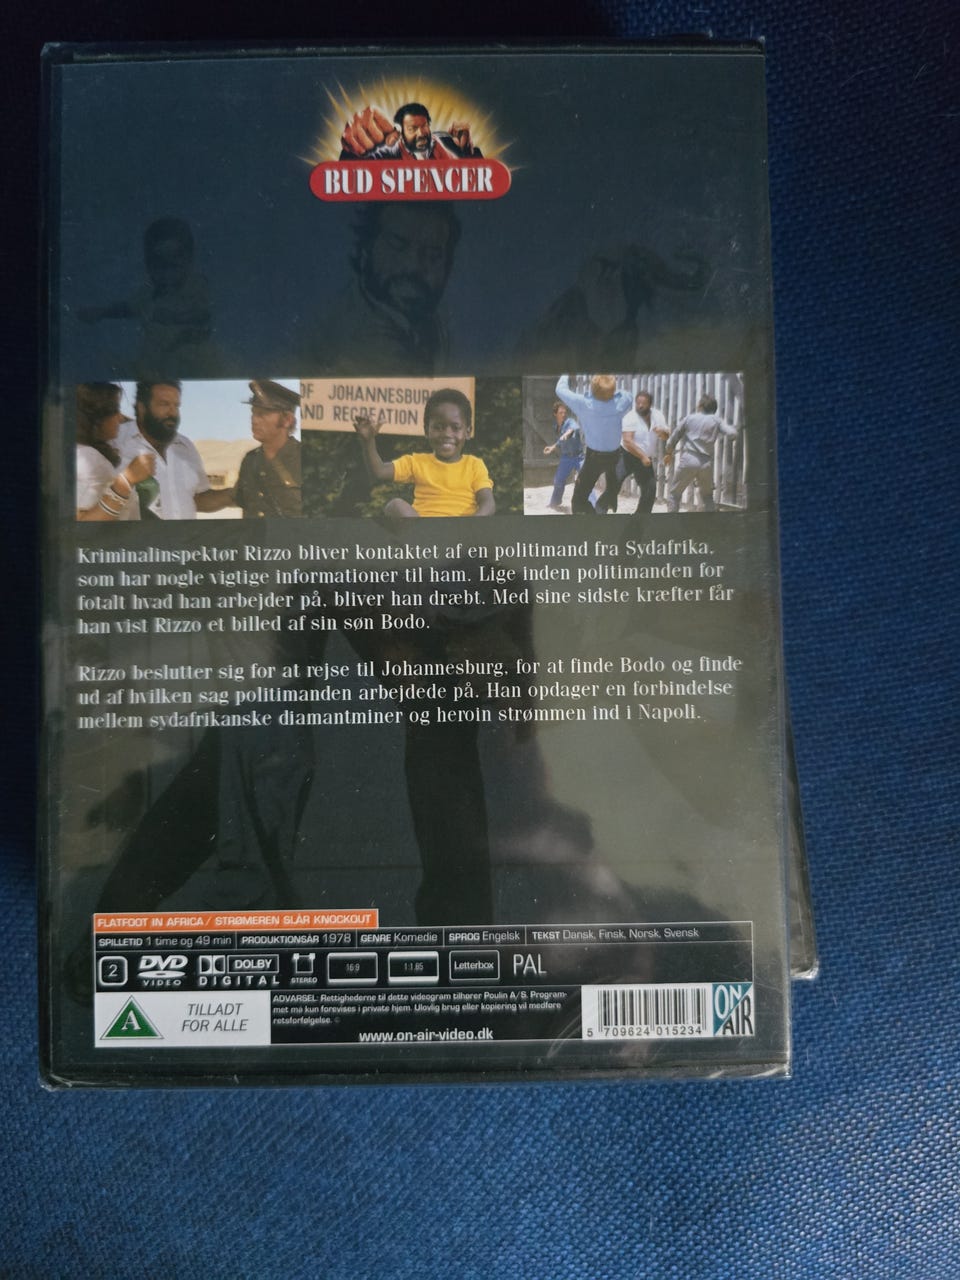 BUD SPENCER
OF JOHANNESBUR
AND RECREATION
Kriminalinspektør Rizzo bliver kontaktet af en politimand fra Sydafrika,
som har nogle vigtige informationer til ham. Lige inden politimanden for
fotalt hvad han arbejder på, bliver han dræbt. Med sine sidste kræfter får
han vist Rizzo et billed af sin søn Bodo.
Rizzo beslutter sig for at rejse til Johannesburg, for at finde Bodo og finde
ud af hvilken sag politimanden arbejdede på. Han opdager en forbindelse
mellem sydafrikanske diamantminer og heroin strømmen ind i Napoli.
FLATFOOT IN AFRICA / STRØMEREN SLÅR KNOCKOUT
SPILLETID 1 time og 49 min PRODUKTIONSÅR 1978 GENRE Komedie SPROG Engelsk TEKST Dansk, Finsk, Norsk, Svensk
2 DVD VIDEO DOLBY DIGITAL STEREO 16:9 1:1.85 Letterbox PAL
A TILLADT FOR ALLE
ADVARSEL: Rettighederne til dette videogram tilhører Poulin A/S. Program-
met må kun forevises i private hjem. Ulovlig brug eller kopiering vil medføre
retsforfølgelse. ©
www.on-air-video.dk
5 709624 015234
ON AIR